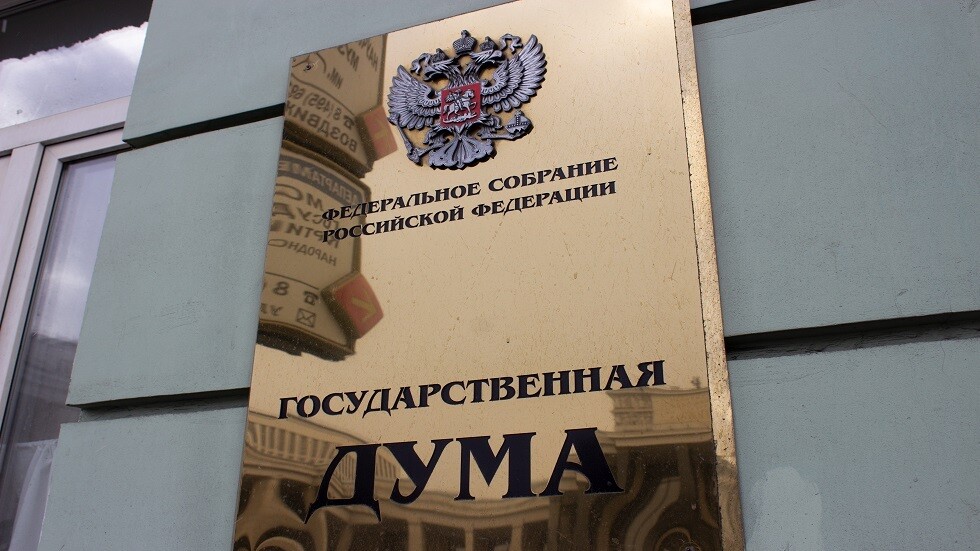 ФЕДЕРАЛЬНОЕ СОБРАНИЕ
РОССИЙСКОЙ ФЕДЕРАЦИИ
ГОСУДАРСТВЕННАЯ
ДУМА